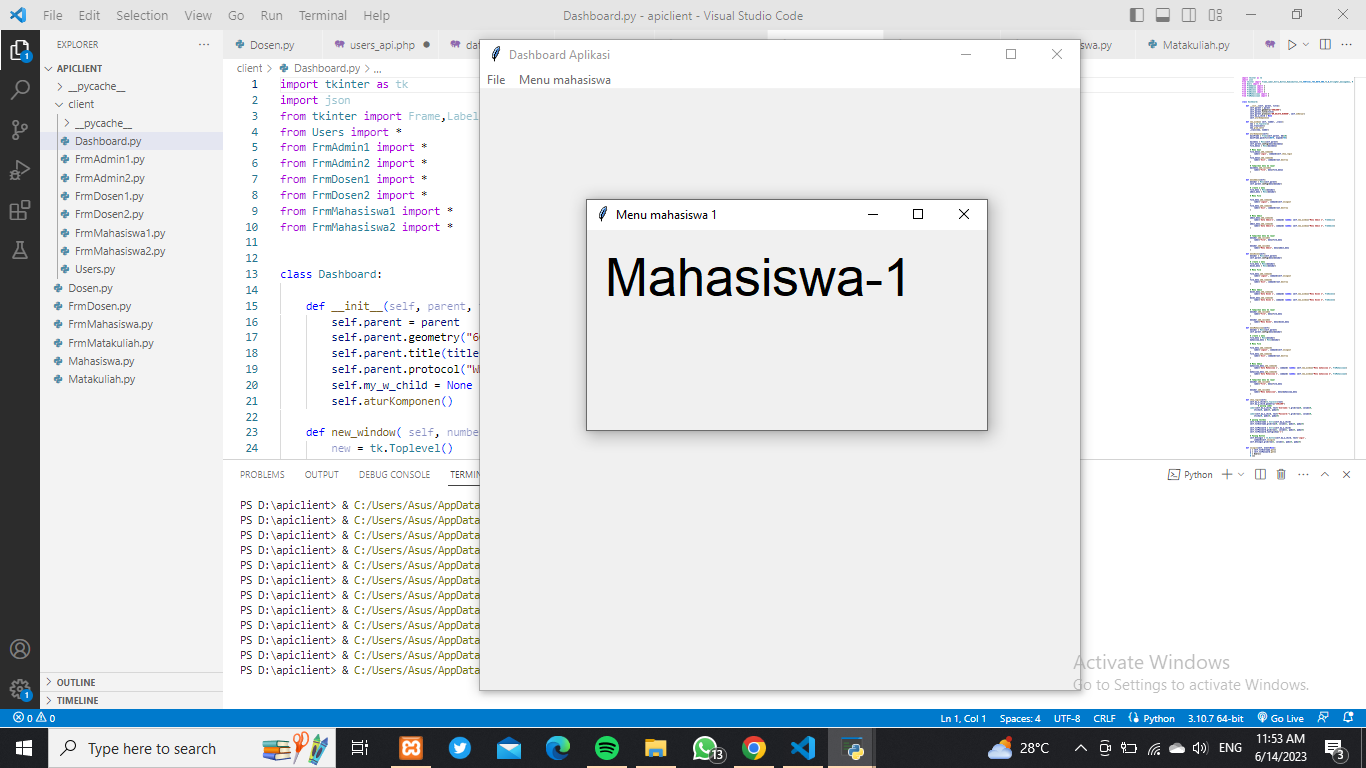 File Edit Selection View Go Run Terminal Help
Dashboard.py - apiclient - Visual Studio Code
EXPLORER
APICLIENT
__pycache__
client
__pycache__
Dashboard.py
FrmAdmin1.py
FrmAdmin2.py
FrmDosen1.py
FrmDosen2.py
FrmMahasiswa1.py
FrmMahasiswa2.py
Users.py
Dosen.py
FrmDosen.py
FrmMahasiswa.py
FrmMatakuliah.py
Mahasiswa.py
Matakuliah.py
OUTLINE
TIMELINE
Dosen.py users_api.php Matakuliah.py
client > Dashboard.py > ...
1 import tkinter as tk
2 import json
3 from tkinter import Frame,Label
4 from Users import *
5 from FrmAdmin1 import *
6 from FrmAdmin2 import *
7 from FrmDosen1 import *
8 from FrmDosen2 import *
9 from FrmMahasiswa1 import *
10 from FrmMahasiswa2 import *
11
12
13 class Dashboard:
14
15 def __init__(self, parent,
16 self.parent = parent
17 self.parent.geometry("6
18 self.parent.title(title
19 self.parent.protocol("W
20 self.my_w_child = None
21 self.aturKomponen()
22
23 def new_window( self, number
24 new = tk.Toplevel()
Dashboard Aplikasi
File Menu mahasiswa
Menu mahasiswa 1
Mahasiswa-1
PROBLEMS OUTPUT DEBUG CONSOLE TERMIN
Python
PS D:\apiclient> & C:/Users/Asus/AppData
PS D:\apiclient> & C:/Users/Asus/AppData
PS D:\apiclient> & C:/Users/Asus/AppData
PS D:\apiclient> & C:/Users/Asus/AppData
PS D:\apiclient> & C:/Users/Asus/AppData
PS D:\apiclient> & C:/Users/Asus/AppData
PS D:\apiclient> & C:/Users/Asus/AppData
PS D:\apiclient> & C:/Users/Asus/AppData
PS D:\apiclient> & C:/Users/Asus/AppData
PS D:\apiclient> & C:/Users/Asus/AppData
PS D:\apiclient> & C:/Users/Asus/AppData
PS D:\apiclient> & C:/Users/Asus/AppData
Activate Windows
Go to Settings to activate Windows.
0 0 Ln 1, Col 1 Spaces: 4 UTF-8 CRLF Python 3.10.7 64-bit Go Live
Type here to search
13
28°C
ENG
11:53 AM
6/14/2023
3